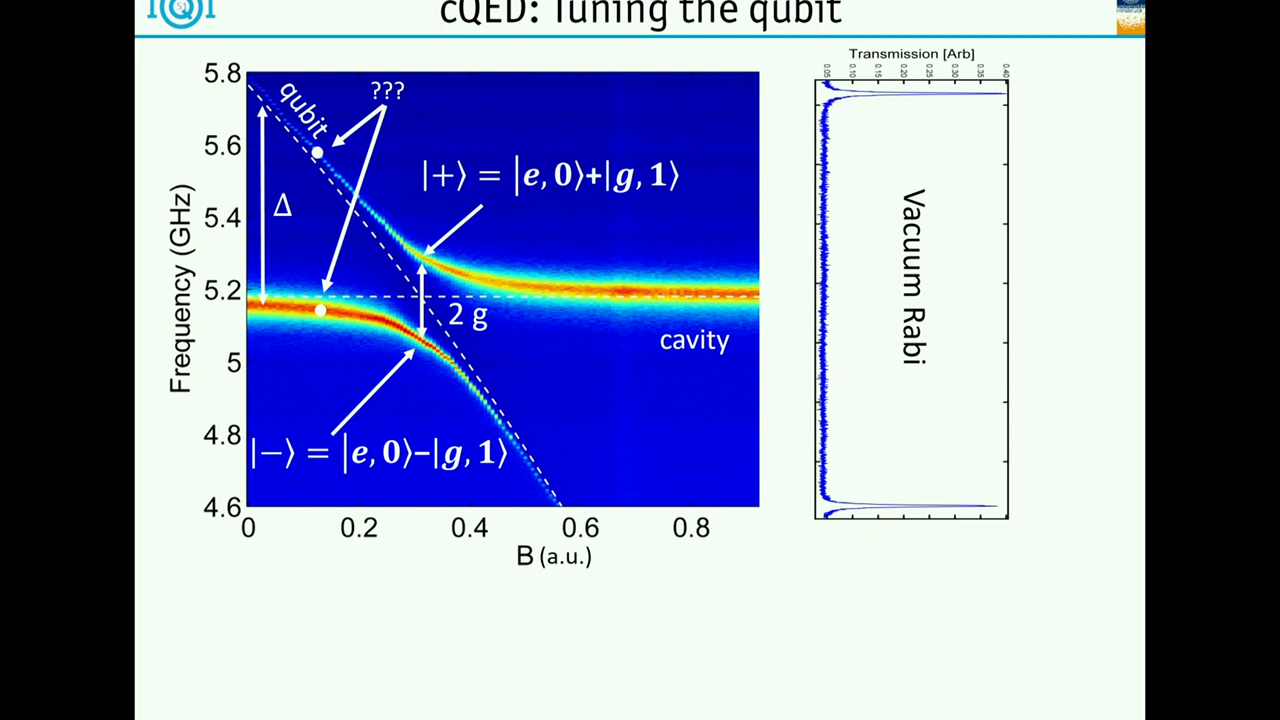 IQI
cQED: Tuning the qubit
5.8
5.6
5.4
5.2
5
4.8
4.6
Frequency (GHz)
0
0.2
0.4
0.6
0.8
B (a.u.)
qubit
???
Δ
|+⟩ = |e, 0⟩+|g, 1⟩
2 g
cavity
|−⟩ = |e, 0⟩−|g, 1⟩
Transmission [Arb]
0.05
0.10
0.15
0.20
0.25
0.30
0.35
0.40
Vacuum Rabi